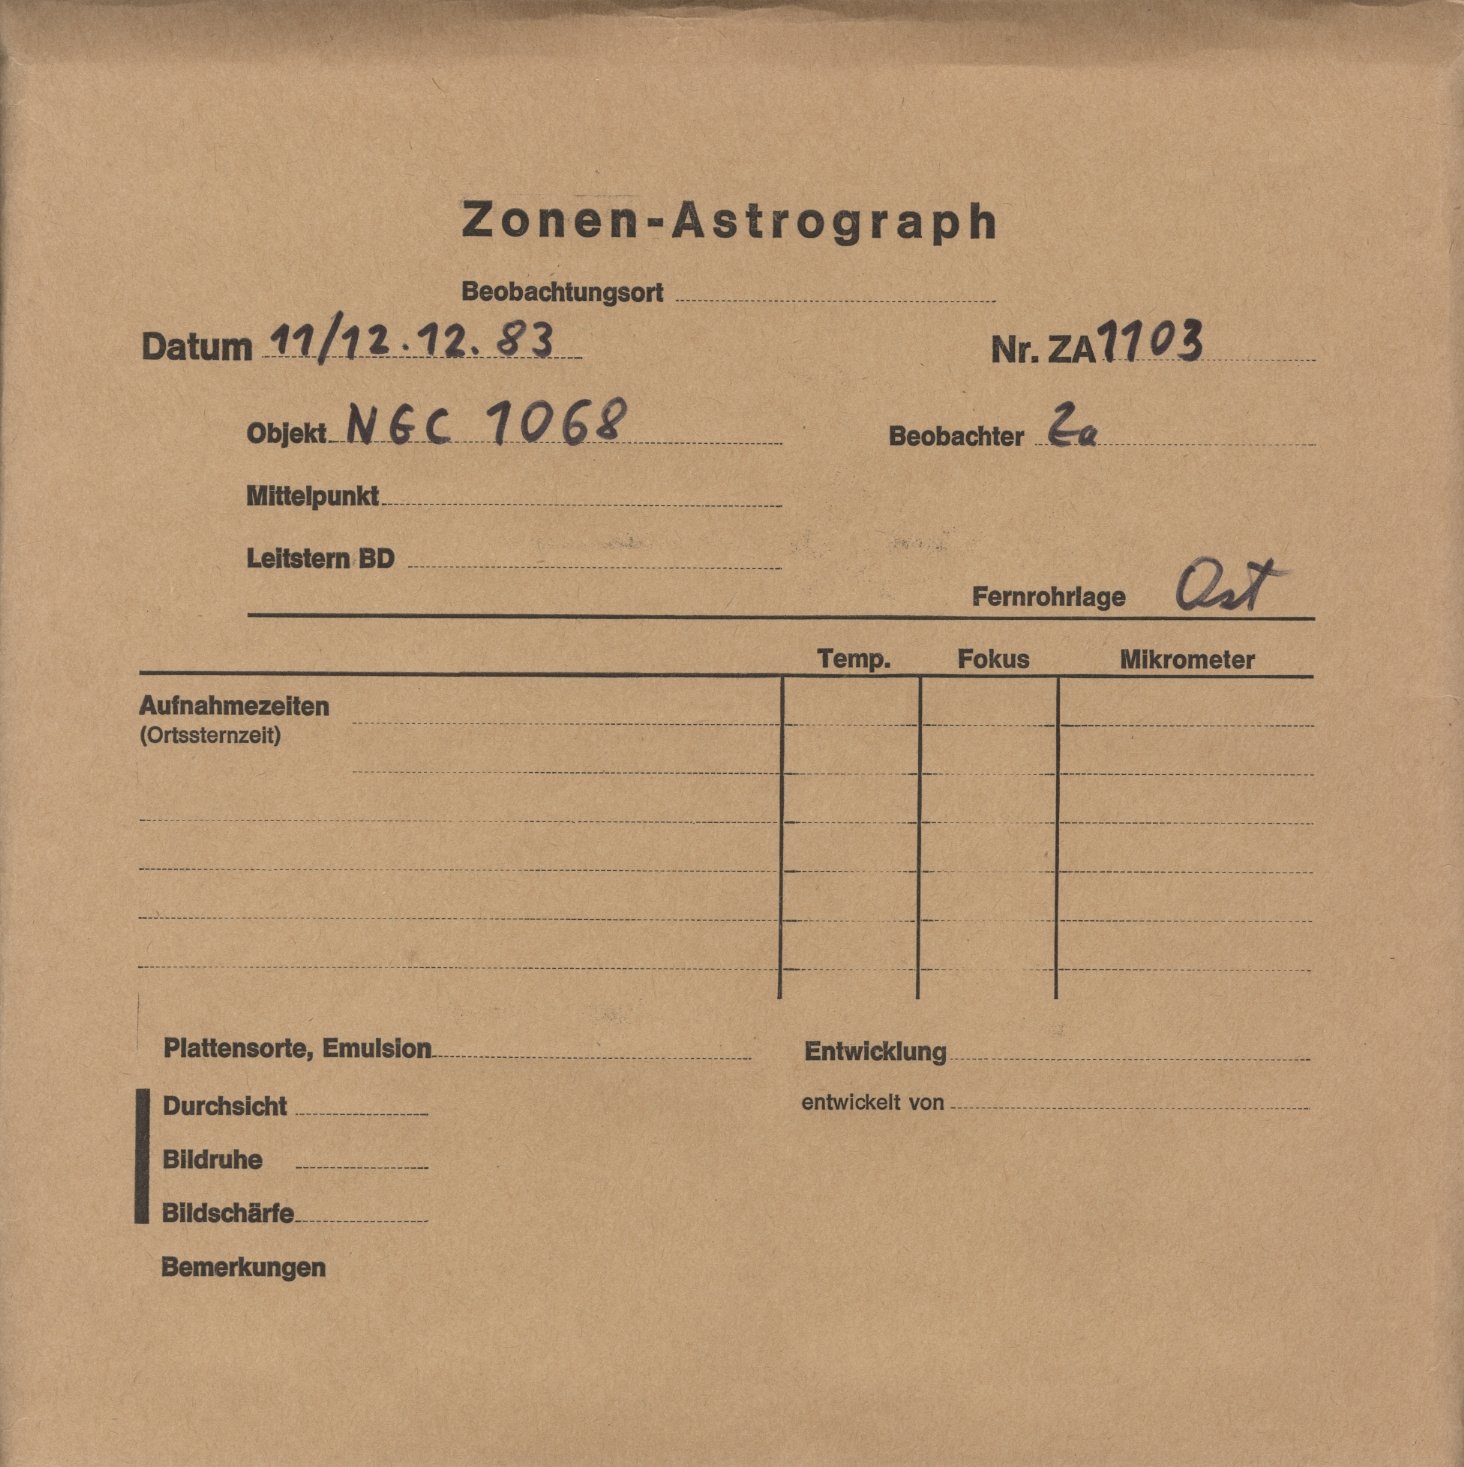 Zonen-Astrograph
Beobachtungsort
Datum 11/12.12.83 Nr. ZA 1103
Objekt NGC 1068 Beobachter Za
Mittelpunkt
Leitstern BD
Fernrohrlage Ost
Temp. Fokus Mikrometer
Aufnahmezeiten
(Ortssternzeit)
Plattensorte, Emulsion Entwicklung
Durchsicht entwickelt von
Bildruhe
Bildschärfe
Bemerkungen